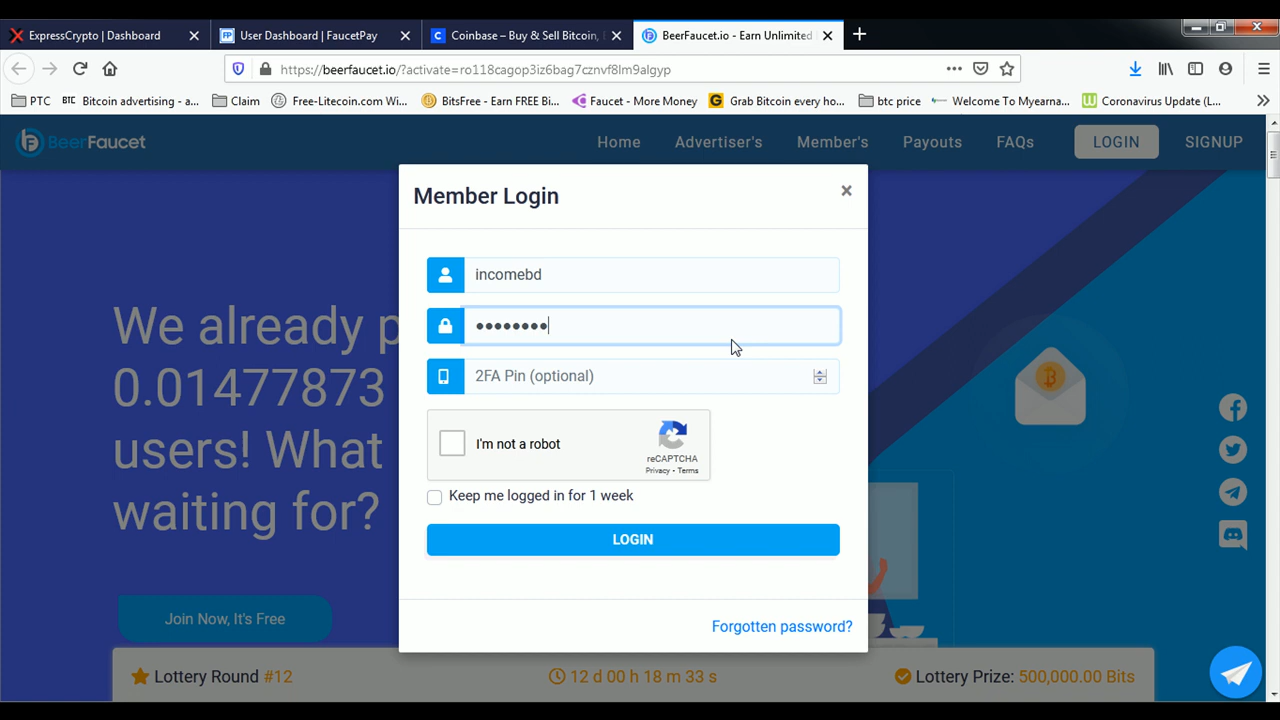 ExpressCrypto | Dashboard
User Dashboard | FaucetPay
Coinbase – Buy & Sell Bitcoin,
BeerFaucet.io - Earn Unlimited
https://beerfaucet.io/?activate=ro118cagop3iz6bag7cznvf8lm9algyp
PTC
BTC Bitcoin advertising - a...
Claim
Free-Litecoin.com Wi...
BitsFree - Earn FREE Bi...
Faucet - More Money
G Grab Bitcoin every ho...
btc price
Welcome To Myearna...
Coronavirus Update (L...
BeerFaucet
Home
Advertiser's
Member's
Payouts
FAQs
LOGIN
SIGNUP
Member Login
×
incomebd
••••••••
2FA Pin (optional)
I'm not a robot
reCAPTCHA
Privacy - Terms
Keep me logged in for 1 week
LOGIN
Forgotten password?
We already p
0.01477873
users! What
waiting for?
Join Now, It's Free
Lottery Round #12
12 d 00 h 18 m 33 s
Lottery Prize: 500,000.00 Bits